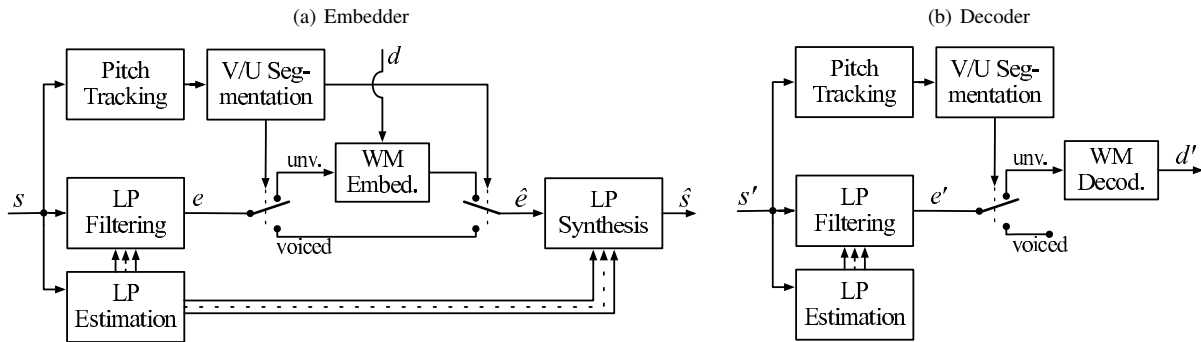 (a) Embedder
(b) Decoder
d
Pitch
Tracking
V/U Seg-
mentation
unv.
WM
Embed.
s
LP
Filtering
e
voiced
ê
LP
Synthesis
ŝ
LP
Estimation
Pitch
Tracking
V/U Seg-
mentation
unv.
WM
Decod.
d'
s'
LP
Filtering
e'
voiced
LP
Estimation